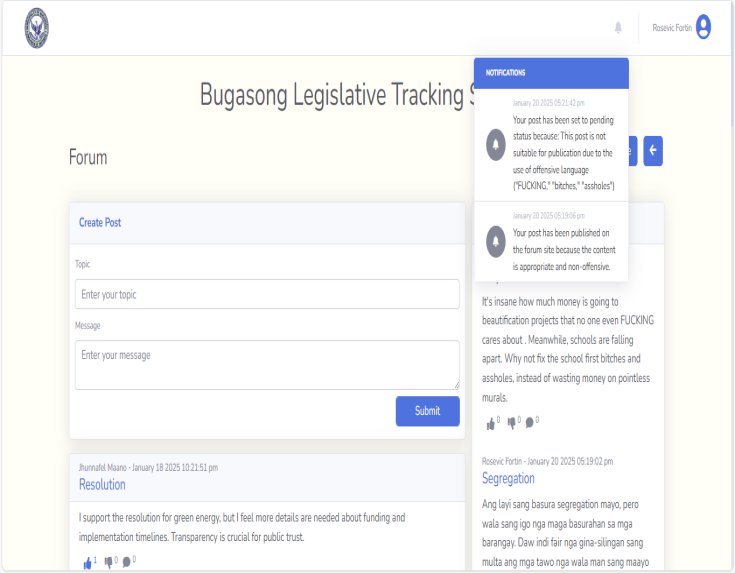 Rosevic Fortin
Bugasong Legislative Tracking
Forum
NOTIFICATIONS
January 20 2025 05:21:42 pm
Your post has been set to pending
status because: This post is not
suitable for publication due to the
use of offensive language
("FUCKING," "bitches," "assholes")
January 20 2025 05:19:06 pm
Your post has been published on
the forum site because the content
is appropriate and non-offensive.
Create Post
Topic
Enter your topic
Message
Enter your message
Submit
Jhunnafel Maano - January 18 2025 10:21:51 pm
Resolution
I support the resolution for green energy, but I feel more details are needed about funding and
implementation timelines. Transparency is crucial for public trust.
1 0 0
It's insane how much money is going to
beautification projects that no one even FUCKING
cares about . Meanwhile, schools are falling
apart. Why not fix the school first bitches and
assholes, instead of wasting money on pointless
murals.
0 0 0
Rosevic Fortin - January 20 2025 05:19:02 pm
Segregation
Ang layi sang basura segregation mayo, pero
wala sang igo nga maga basurahan sa mga
barangay. Daw indi fair nga gina-silingan sang
multa ang mga tawo nga wala man sang maayo